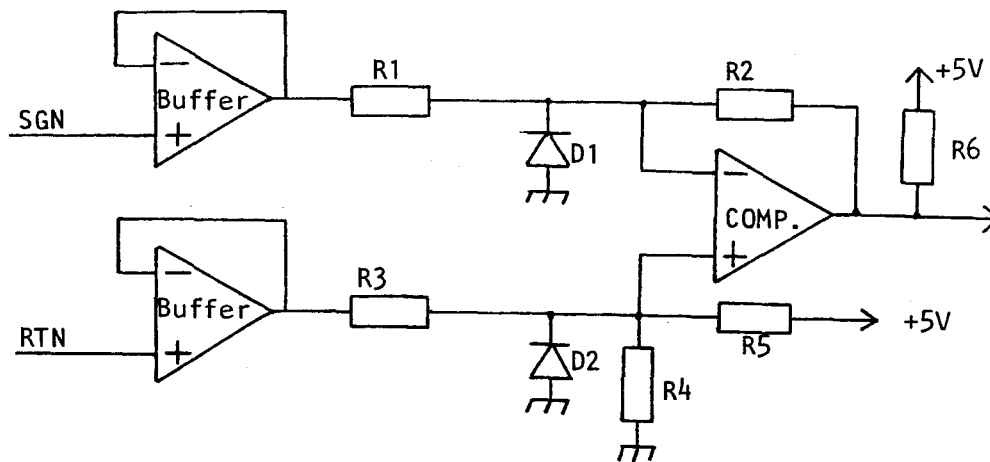 +5V
R1
R2
Buffer
R6
SGN
D1
COMP.
R3
Buffer
+5V
R5
RTN
D2
R4